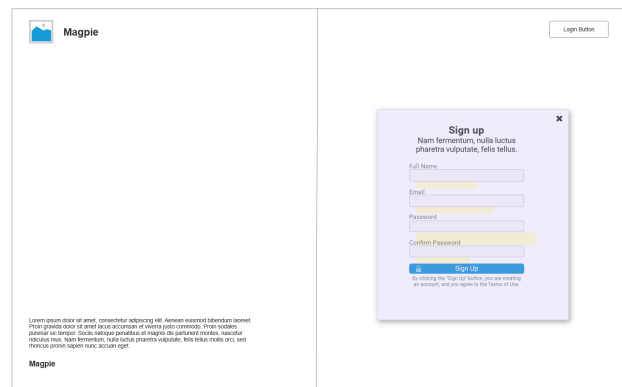 Magpie
Login Button
Sign up
Nam fermentum, nulla luctus
pharetra vulputate, felis tellus.
Full Name
Email
Password
Confirm Password
Sign Up
By clicking the "Sign Up" button, you are creating
an account, and you agree to the Terms of Use.
Lorem ipsum dolor sit amet, consectetur adipiscing elit. Aenean euismod bibendum laoreet.
Proin gravida dolor sit amet lacus accumsan et viverra justo commodo. Proin sodales
pulvinar sic tempor. Sociis natoque penatibus et magnis dis parturient montes, nascetur
ridiculus mus. Nam fermentum, nulla luctus pharetra vulputate, felis tellus mollis orci, sed
rhoncus pronin sapien nunc accuan eget.
Magpie